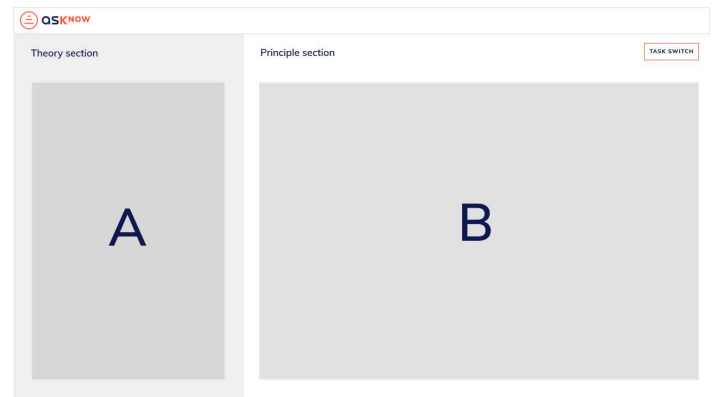 asKNOW
Theory section
Principle section
TASK SWITCH
A
B